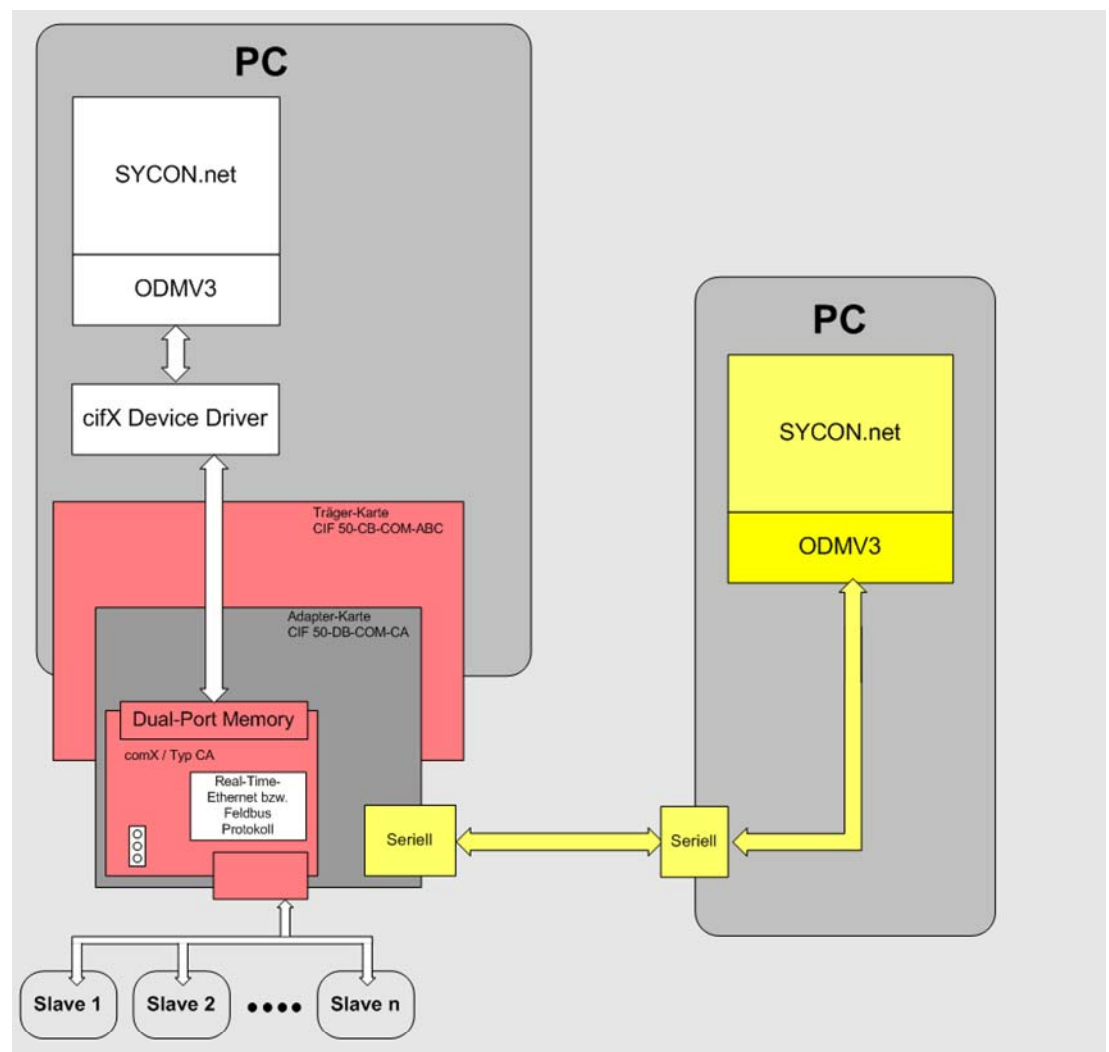 PC
SYCON.net
ODMV3
cifX Device Driver
Träger-Karte
CIF 50-CB-COM-ABC
Adapter-Karte
CIF 50-DB-COM-CA
Dual-Port Memory
comX / Typ CA
Real-Time-
Ethernet bzw.
Feldbus
Protokoll
Seriell
Slave 1
Slave 2
Slave n
PC
SYCON.net
ODMV3
Seriell